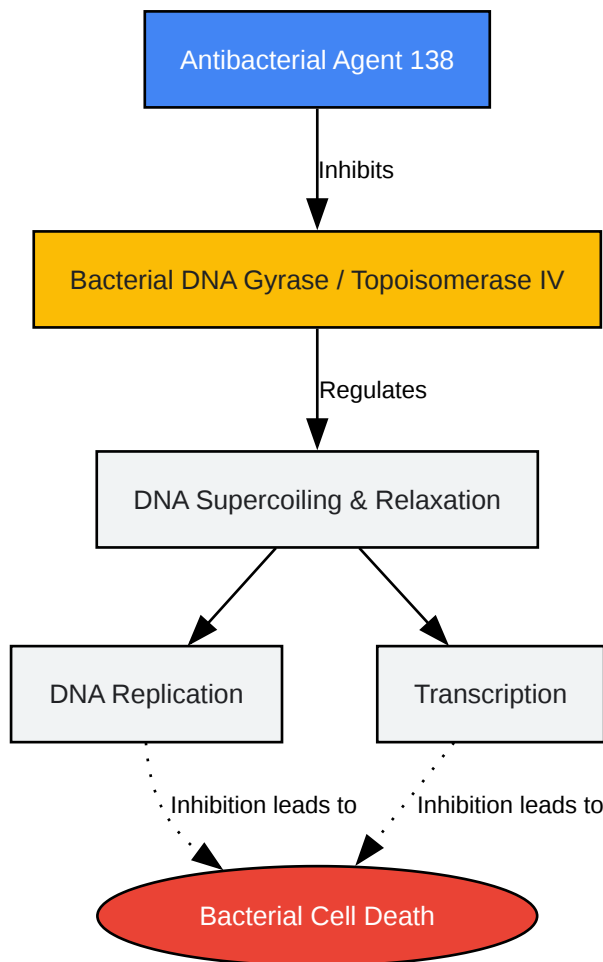 Antibacterial Agent 138
Inhibits
Bacterial DNA Gyrase / Topoisomerase IV
Regulates
DNA Supercoiling & Relaxation
DNA Replication
Transcription
Inhibition leads to
Inhibition leads to
Bacterial Cell Death